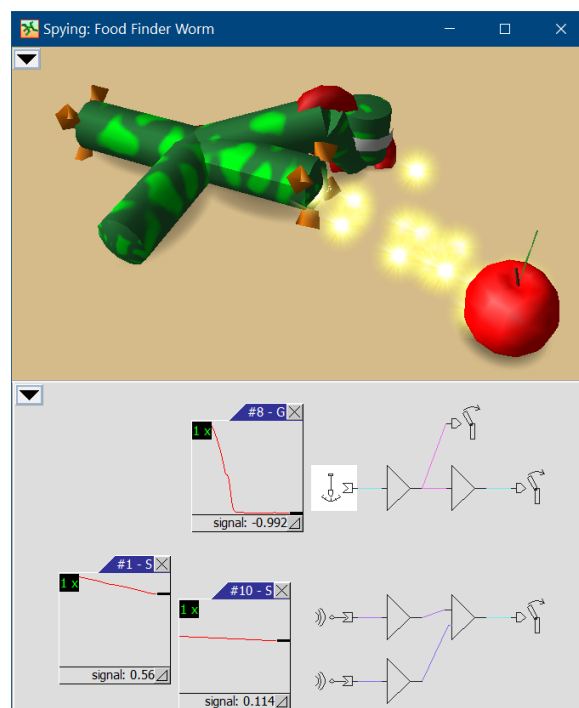 Spying: Food Finder Worm
#8 - G
1 x
signal: -0.992
#1 - S
1 x
signal: 0.56
#10 - S
1 x
signal: 0.114